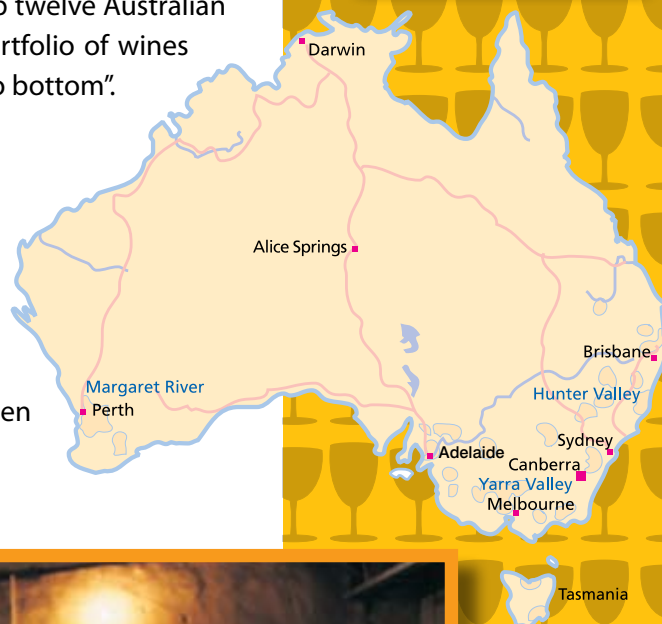 twelve Australian
rtfolio of wines
bottom”.
Darwin
Alice Springs
Brisbane
Margaret River
Hunter Valley
Perth
en
Sydney
Adelaide
Canberra
Yarra Valley
Melbourne
Tasmania